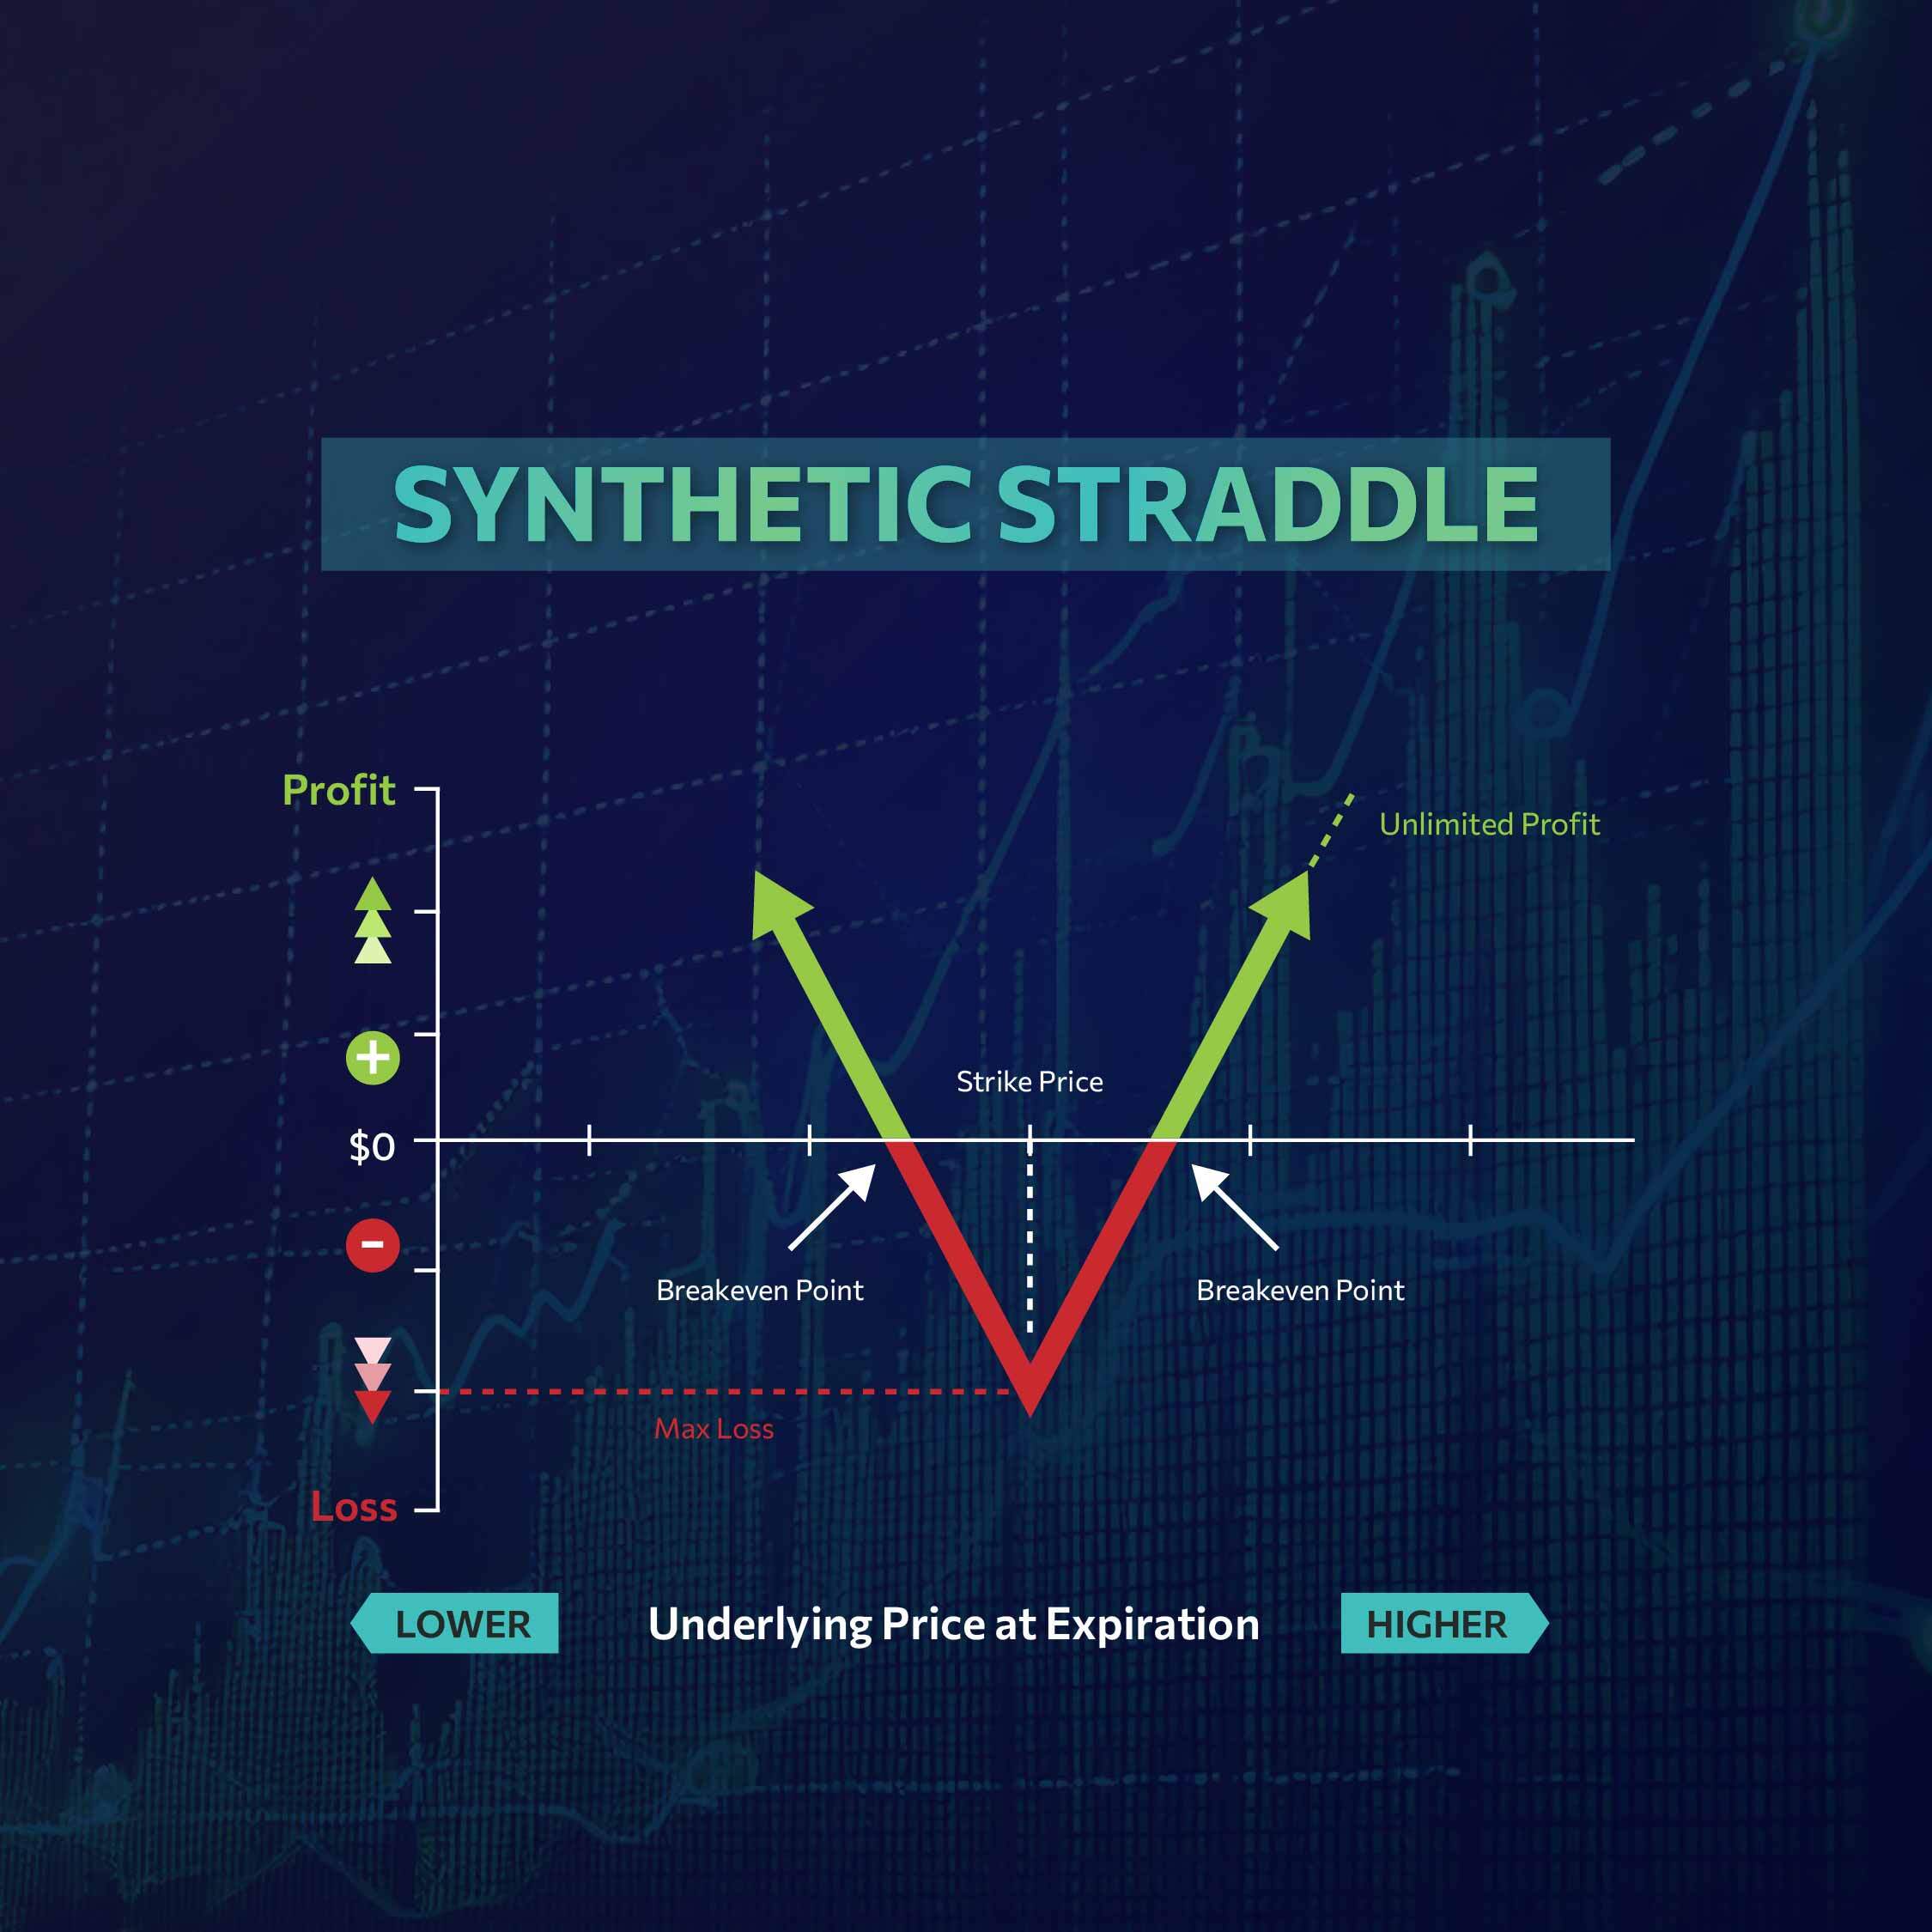 SYNTHETIC STRADDLE
Profit
Unlimited Profit
+
Strike Price
$0
-
Breakeven Point
Breakeven Point
Max Loss
Loss
LOWER
Underlying Price at Expiration
HIGHER